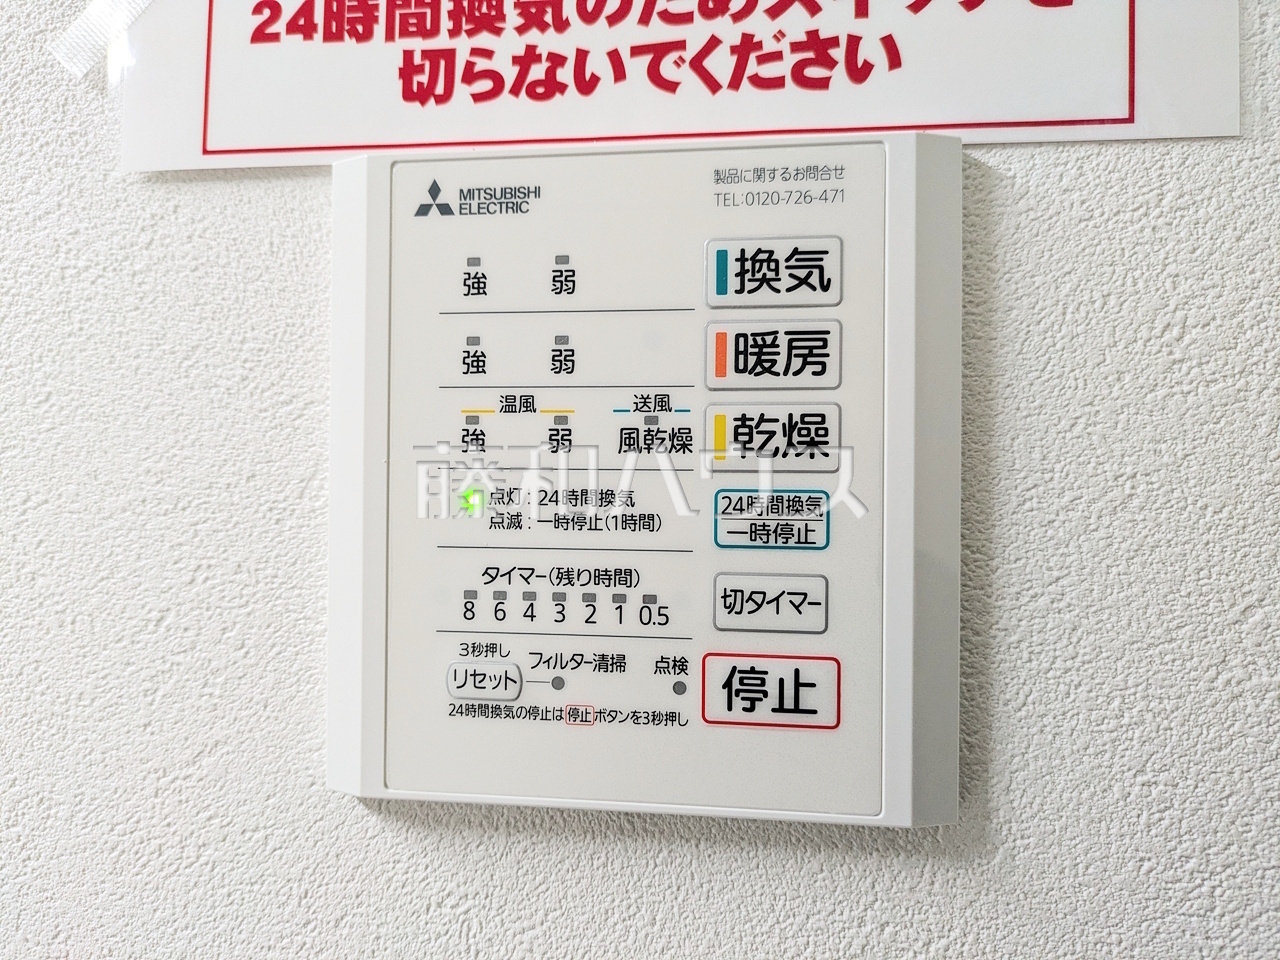 24時間換気のためスイッチを
切らないでください
MITSUBISHI
ELECTRIC
製品に関するお問合せ
TEL:0120-726-471
強 弱
換気
強 弱
暖房
温風 送風
強 弱 風乾燥
乾燥
藤和ハウス
点灯:24時間換気
点滅:一時停止(1時間)
24時間換気
一時停止
タイマー(残り時間)
8 6 4 3 2 1 0.5
切タイマー
3秒押し
リセット
フィルター清掃
点検
停止
24時間換気の停止は停止ボタンを3秒押し